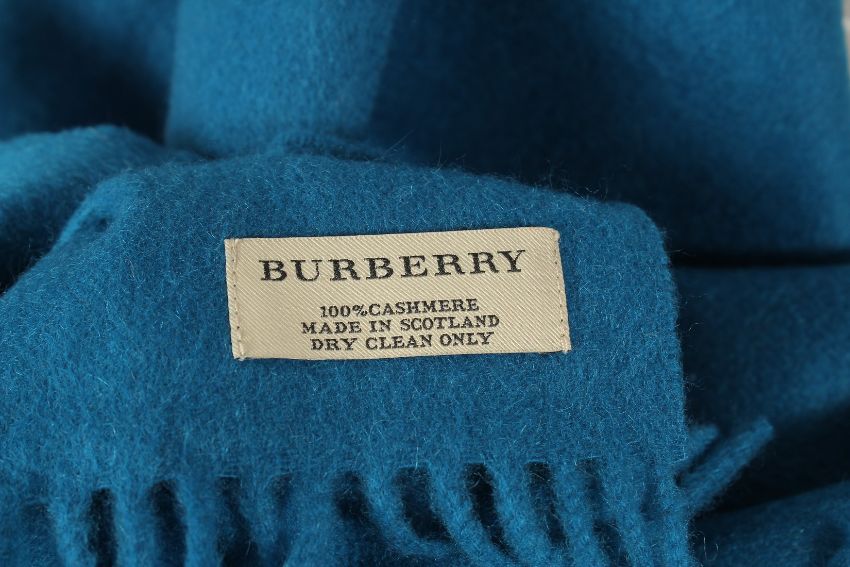 BURBERRY
100%CASHMERE
MADE IN SCOTLAND
DRY CLEAN ONLY